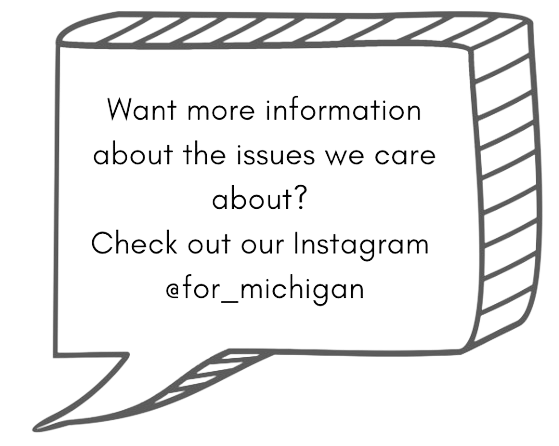 Want more information
about the issues we care
about?
Check out our Instagram
@for_michigan